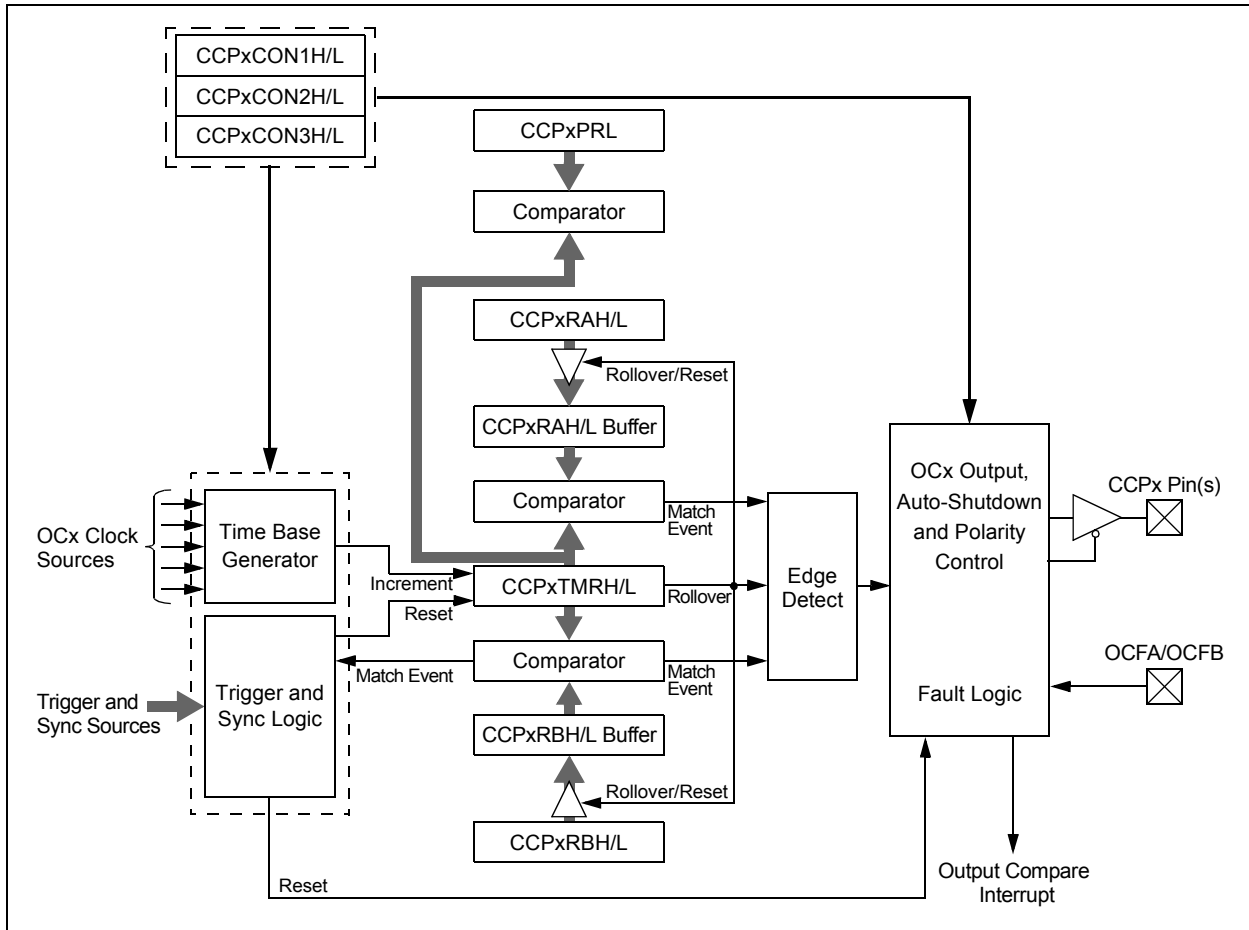 CCPxCON1H/L
CCPxCON2H/L
CCPxCON3H/L
CCPxPRL
Comparator
CCPxRAH/L
Rollover/Reset
CCPxRAH/L Buffer
Comparator
Match
Event
OCx Clock
Sources
Time Base
Generator
Increment
Reset
CCPxTMRH/L
Rollover
Edge
Detect
OCx Output,
Auto-Shutdown
and Polarity
Control
CCPx Pin(s)
Trigger and
Sync Sources
Trigger and
Sync Logic
Match Event
Comparator
Match
Event
Fault Logic
OCFA/OCFB
CCPxRBH/L Buffer
Rollover/Reset
CCPxRBH/L
Reset
Output Compare
Interrupt